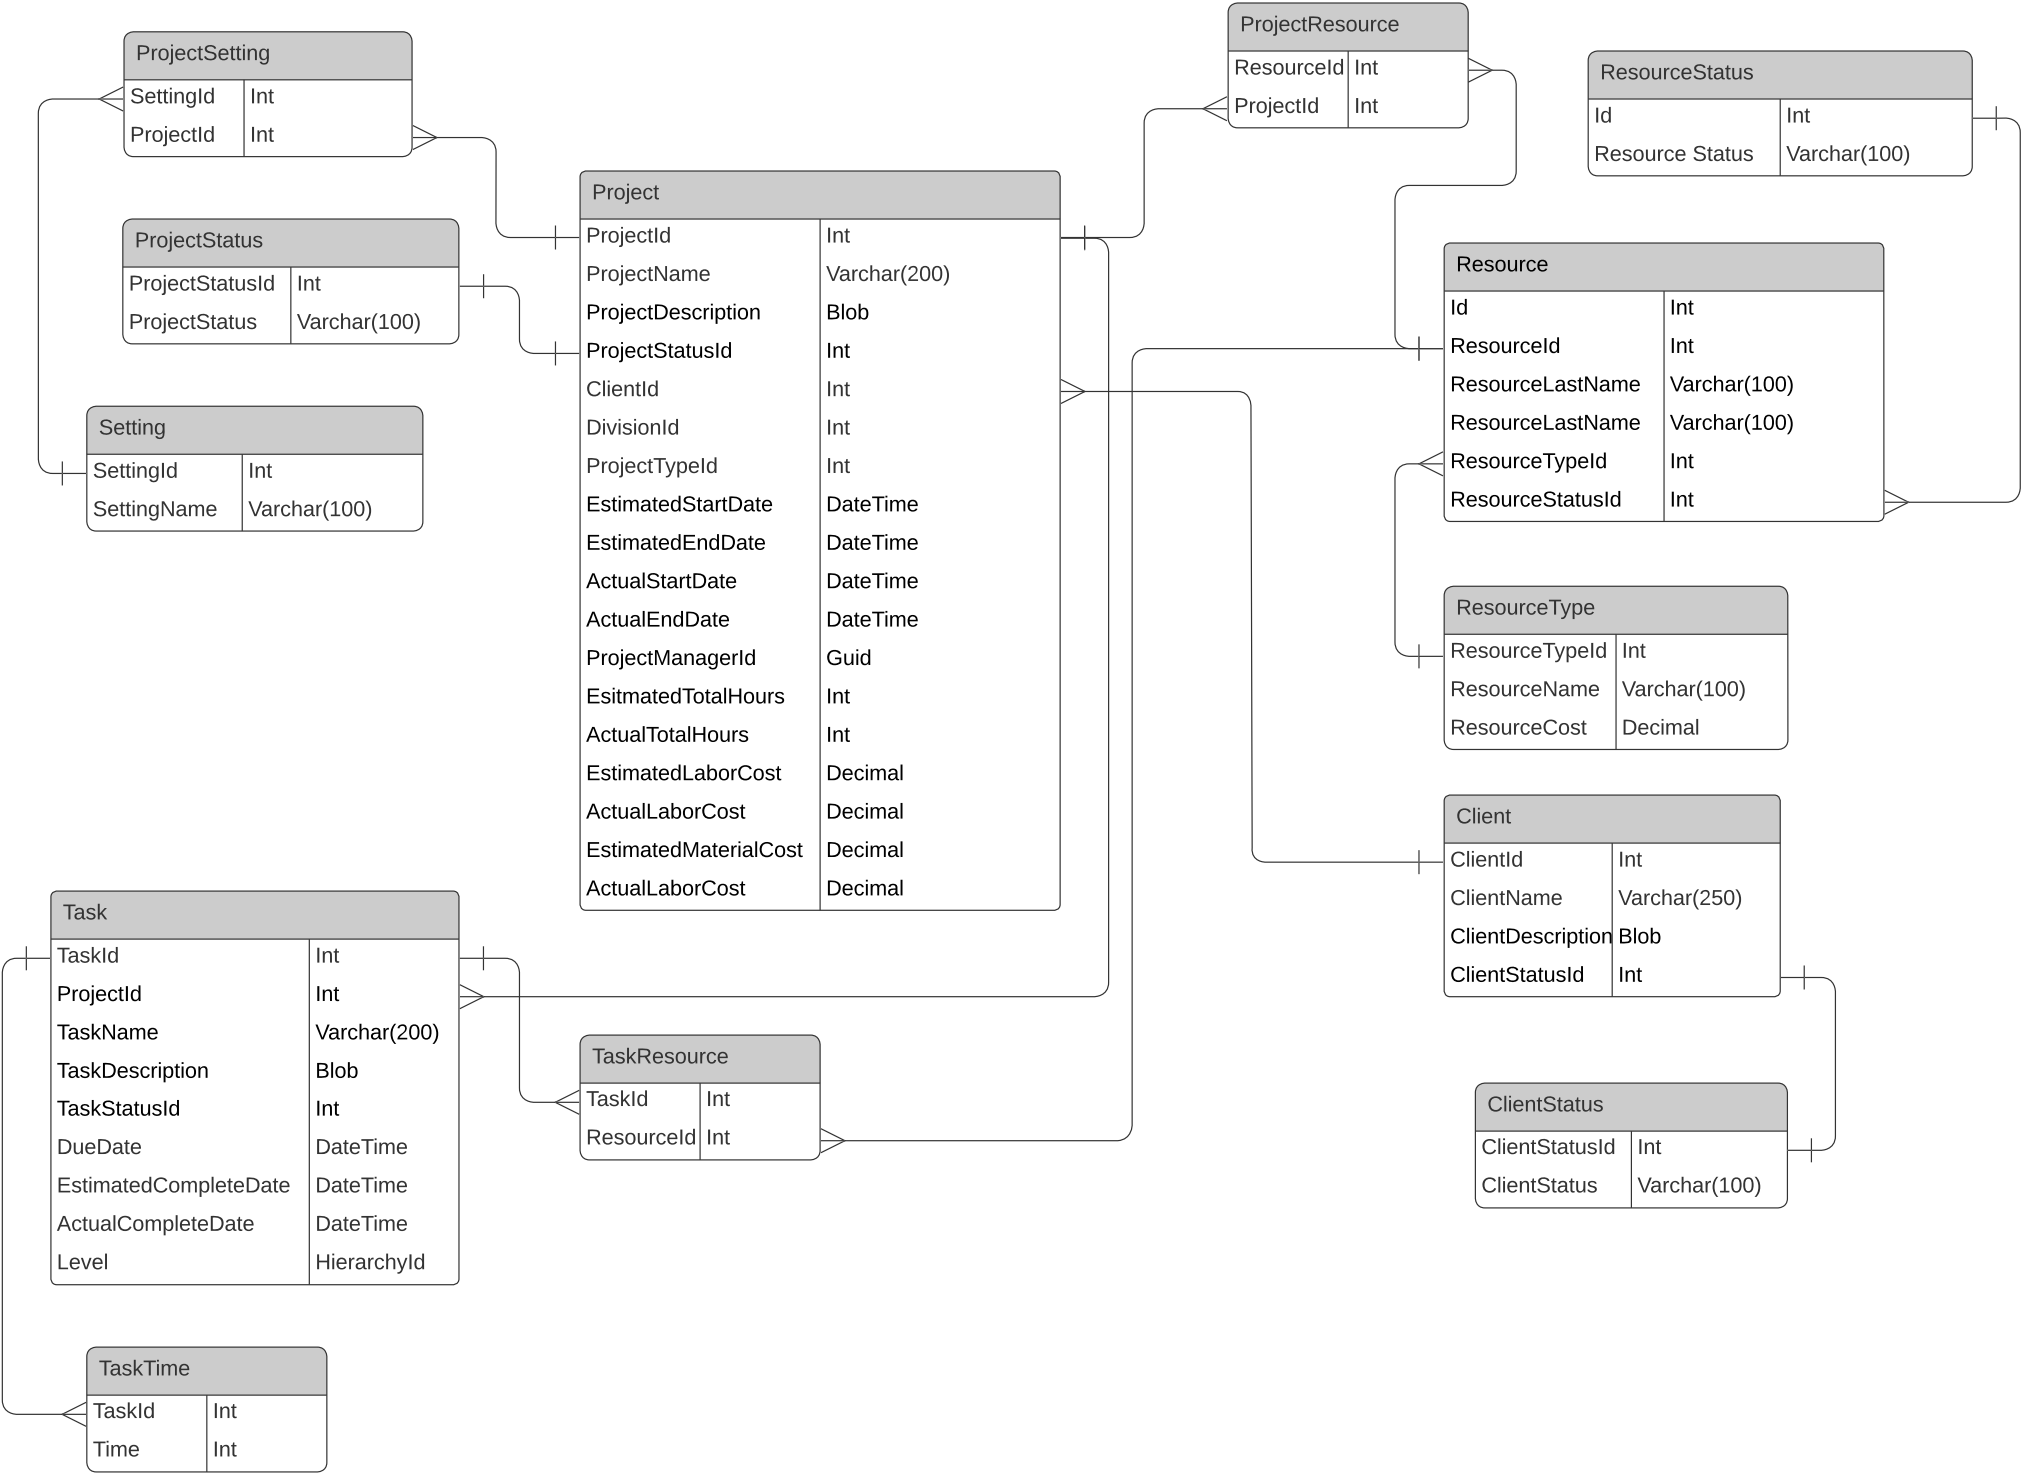 ProjectSetting
SettingId Int
ProjectId Int
ProjectStatus
ProjectStatusId Int
ProjectStatus Varchar(100)
Setting
SettingId Int
SettingName Varchar(100)
Project
ProjectId Int
ProjectName Varchar(200)
ProjectDescription Blob
ProjectStatusId Int
ClientId Int
DivisionId Int
ProjectTypeId Int
EstimatedStartDate DateTime
EstimatedEndDate DateTime
ActualStartDate DateTime
ActualEndDate DateTime
ProjectManagerId Guid
EsitmatedTotalHours Int
ActualTotalHours Int
EstimatedLaborCost Decimal
ActualLaborCost Decimal
EstimatedMaterialCost Decimal
ActualLaborCost Decimal
ProjectResource
ResourceId Int
ProjectId Int
ResourceStatus
Id Int
Resource Status Varchar(100)
Resource
Id Int
ResourceId Int
ResourceLastName Varchar(100)
ResourceLastName Varchar(100)
ResourceTypeId Int
ResourceStatusId Int
ResourceType
ResourceTypeId Int
ResourceName Varchar(100)
ResourceCost Decimal
Client
ClientId Int
ClientName Varchar(250)
ClientDescription Blob
ClientStatusId Int
ClientStatus
ClientStatusId Int
ClientStatus Varchar(100)
Task
TaskId Int
ProjectId Int
TaskName Varchar(200)
TaskDescription Blob
TaskStatusId Int
DueDate DateTime
EstimatedCompleteDate DateTime
ActualCompleteDate DateTime
Level HierarchyId
TaskResource
TaskId Int
ResourceId Int
TaskTime
TaskId Int
Time Int